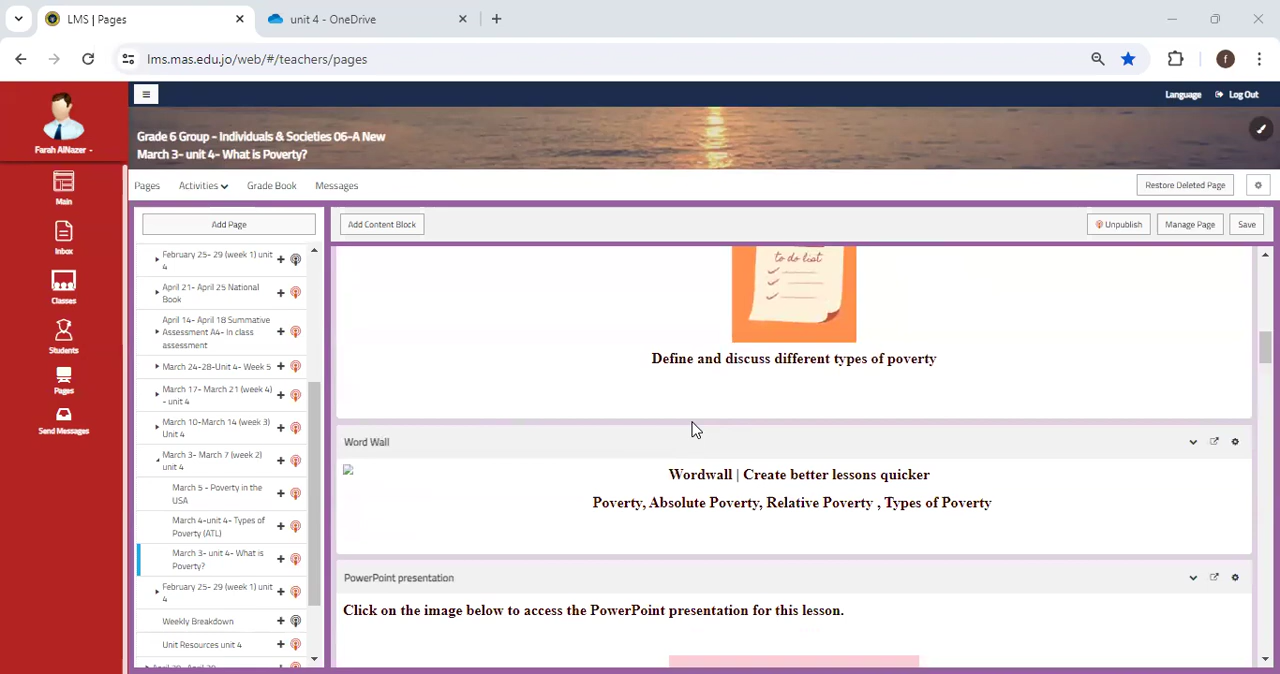 LMS | Pages
unit 4 - OneDrive
lms.mas.edu.jo/web/#/teachers/pages
f
Language
Log Out
Farah AlNazer
Grade 6 Group - Individuals & Societies 06-A New
March 3- unit 4- What is Poverty?
Pages
Activities
Grade Book
Messages
Restore Deleted Page
Main
Inbox
Classes
Students
Pages
Send Messages
Add Page
February 25- 29 (week 1) unit
4
April 21- April 25 National
Book
April 14- April 18 Summative
Assessment A4- In class
assessment
March 24-28-Unit 4- Week 5
March 17- March 21 (week 4)
- unit 4
March 10-March 14 (week 3)
Unit 4
March 3- March 7 (week 2)
unit 4
March 5 - Poverty in the
USA
March 4-unit 4- Types of
Poverty (ATL)
March 3- unit 4- What is
Poverty?
February 25- 29 (week 1) unit
4
Weekly Breakdown
Unit Resources unit 4
Add Content Block
Unpublish
Manage Page
Save
to do list
Define and discuss different types of poverty
Word Wall
Wordwall | Create better lessons quicker
Poverty, Absolute Poverty, Relative Poverty , Types of Poverty
PowerPoint presentation
Click on the image below to access the PowerPoint presentation for this lesson.